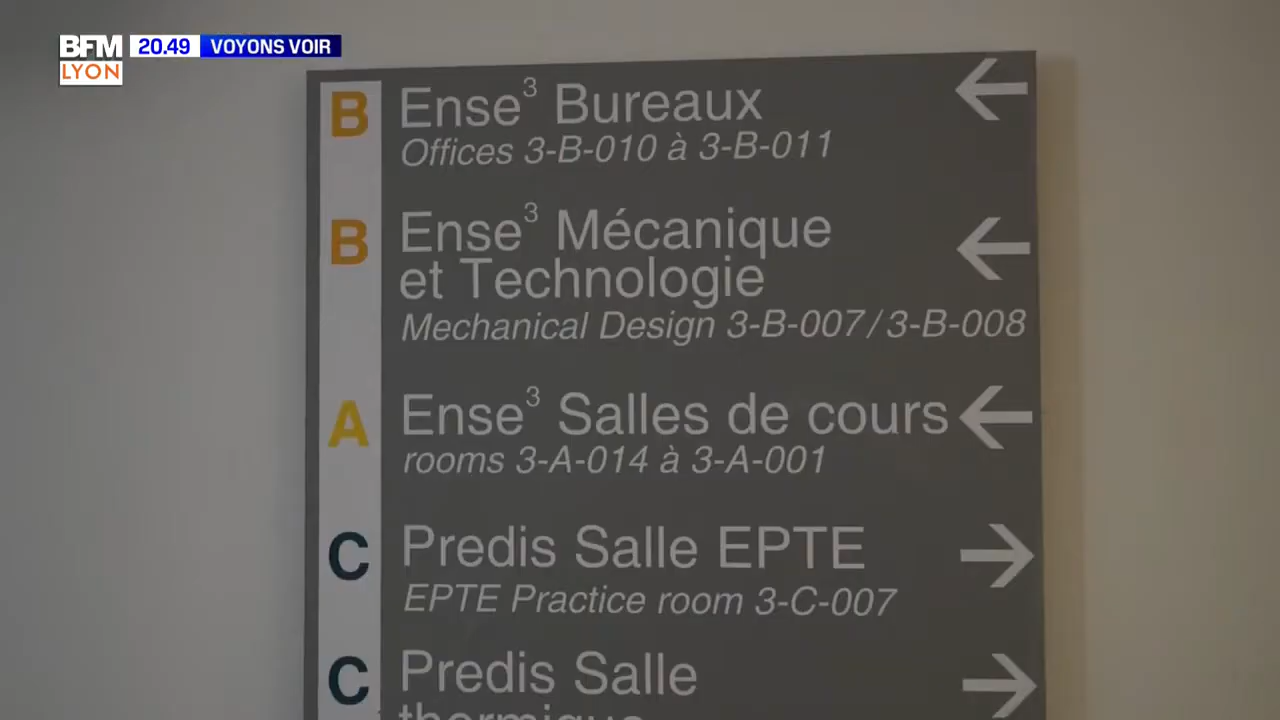 BFM 20.49 VOYONS VOIR
LYON
B Ense³ Bureaux ←
Offices 3-B-010 à 3-B-011
B Ense³ Mécanique ←
et Technologie
Mechanical Design 3-B-007/3-B-008
A Ense³ Salles de cours ←
rooms 3-A-014 à 3-A-001
C Predis Salle EPTE →
EPTE Practice room 3-C-007
C Predis Salle →
thermique